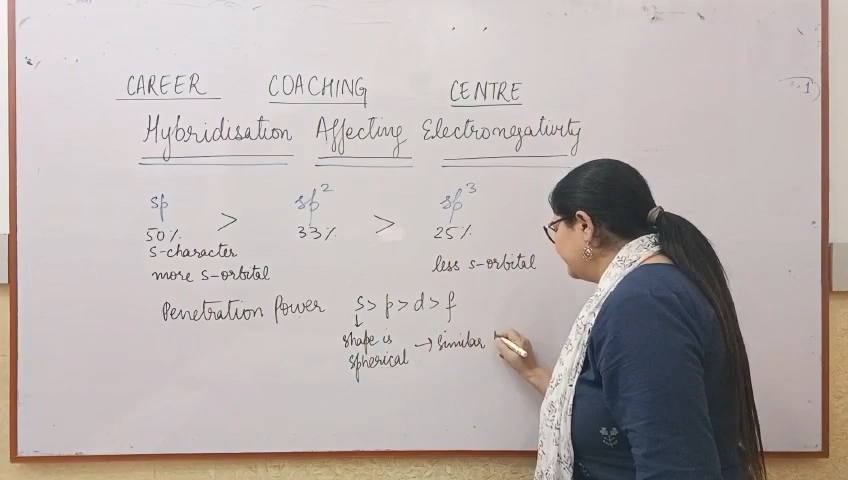 CAREER COACHING CENTRE
Hybridisation Affecting Electronegativity
sp sp² sp³
50% > 33% > 25%
s-character
more s-orbital less s-orbital
Penetration Power s > p > d > f
↓
shape is → similar
spherical